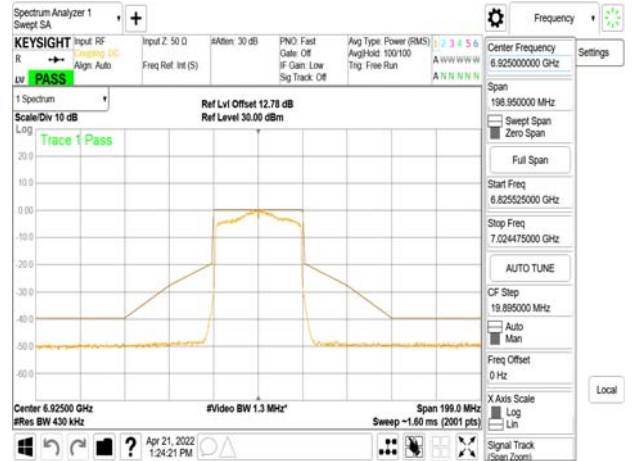 Spectrum Analyzer 1
Swept SA
+
Frequency
KEYSIGHT
Input: RF
Coupling: DC
Align: Auto
Input Z: 50 Ω
Freq Ref: Int (S)
#Atten: 30 dB
PNO: Fast
Gate: Off
IF Gain: Low
Sig Track: Off
Avg Type: Power (RMS)
Avg|Hold: 100/100
Trig: Free Run
1 2 3 4 5 6
A W W W W W
A N N N N N
R
LV PASS
Settings
Center Frequency
6.925000000 GHz
Span
198.950000 MHz
Swept Span
Zero Span
Full Span
Start Freq
6.825525000 GHz
Stop Freq
7.024475000 GHz
AUTO TUNE
CF Step
19.895000 MHz
Auto
Man
Freq Offset
0 Hz
X Axis Scale
Log
Lin
Signal Track
(Span Zoom)
Local
1 Spectrum
Scale/Div 10 dB
Ref Lvl Offset 12.78 dB
Ref Level 30.00 dBm
Log
Trace 1 Pass
20.0
10.0
0.00
-10.0
-20.0
-30.0
-40.0
-50.0
-60.0
Center 6.92500 GHz
#Res BW 430 kHz
#Video BW 1.3 MHz*
Span 199.0 MHz
Sweep ~1.60 ms (2001 pts)
?
Apr 21, 2022
1:24:21 PM